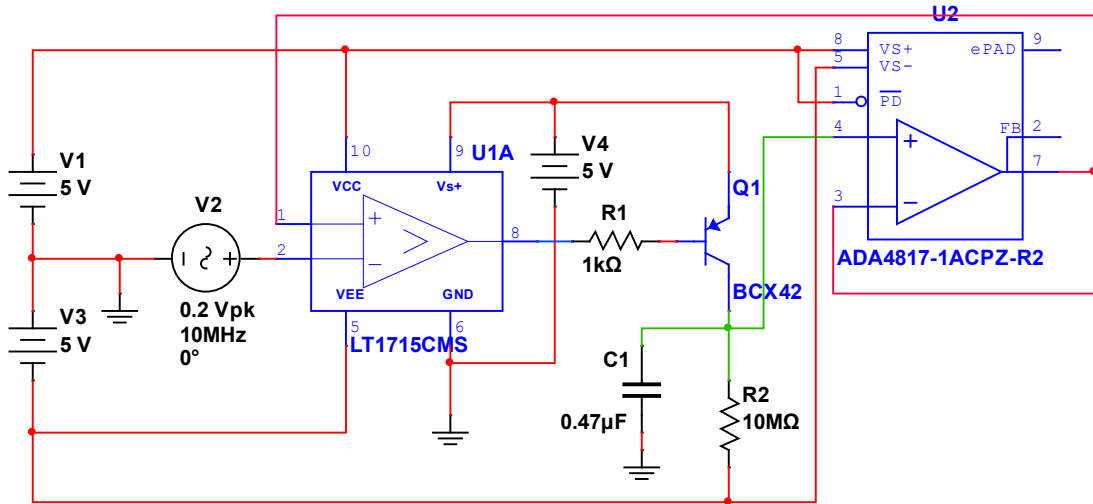 U2
8 VS+ ePAD 9
5 VS-
1 PD
4 + FB 2
7
3 −
ADA4817-1ACPZ-R2
V1
5 V
V2
0.2 Vpk
10MHz
0°
V3
5 V
10 9 U1A
VCC Vs+
1 +
8
2 −
VEE GND
5 6
LT1715CMS
V4
5 V
R1
1kΩ
Q1
BCX42
C1
0.47µF
R2
10MΩ